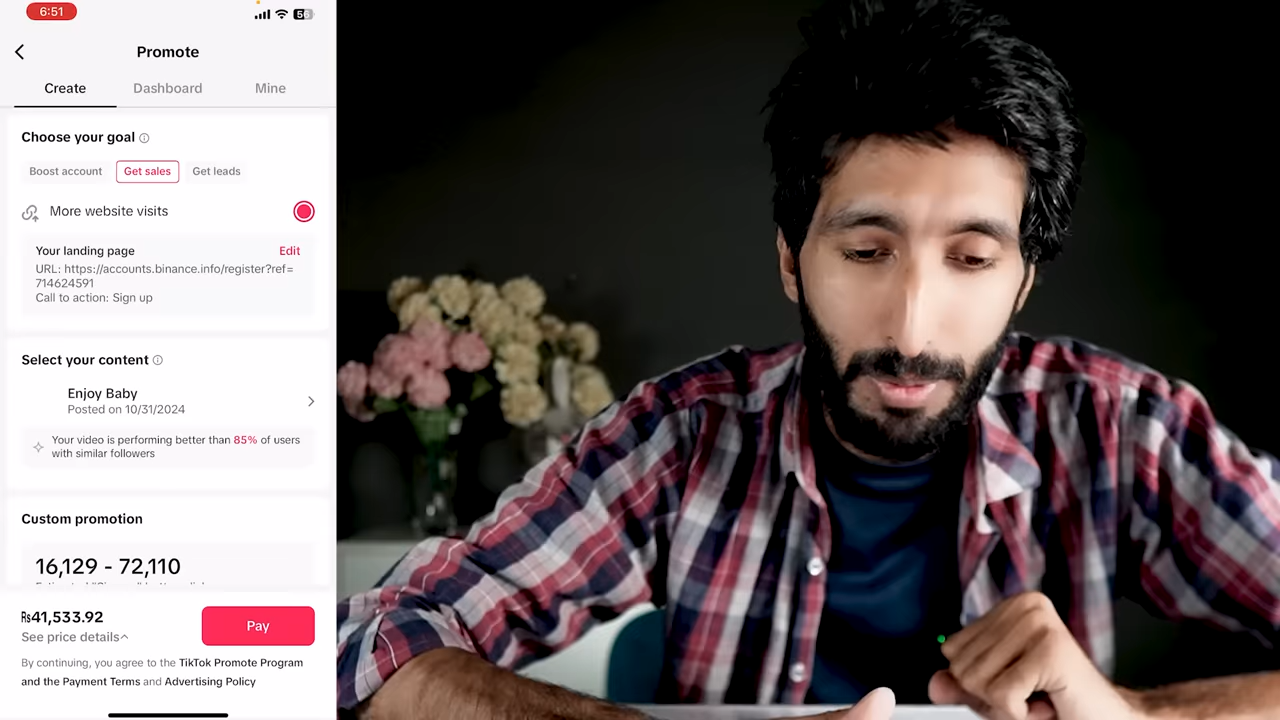 6:51
56
Promote
Create Dashboard Mine
Choose your goal
Boost account Get sales Get leads
More website visits
Your landing page Edit
URL: https://accounts.binance.info/register?ref=
714624591
Call to action: Sign up
Select your content
Enjoy Baby
Posted on 10/31/2024
Your video is performing better than 85% of users
with similar followers
Custom promotion
16,129 - 72,110
₨41,533.92
See price details
Pay
By continuing, you agree to the TikTok Promote Program
and the Payment Terms and Advertising Policy